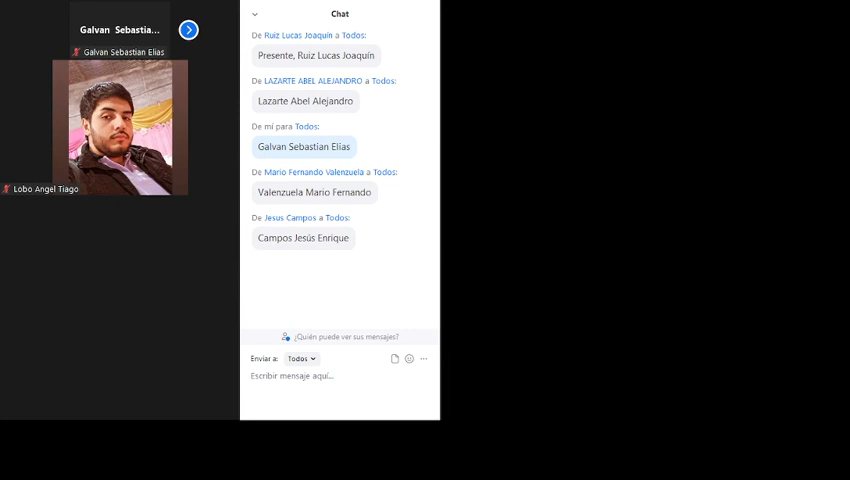 Galvan Sebastia...
Galvan Sebastian Elias
Lobo Angel Tiago
Chat
De Ruiz Lucas Joaquín a Todos:
Presente, Ruiz Lucas Joaquín
De LAZARTE ABEL ALEJANDRO a Todos:
Lazarte Abel Alejandro
De mí para Todos:
Galvan Sebastian Elias
De Mario Fernando Valenzuela a Todos:
Valenzuela Mario Fernando
De Jesus Campos a Todos:
Campos Jesús Enrique
¿Quién puede ver sus mensajes?
Enviar a: Todos
Escribir mensaje aquí...